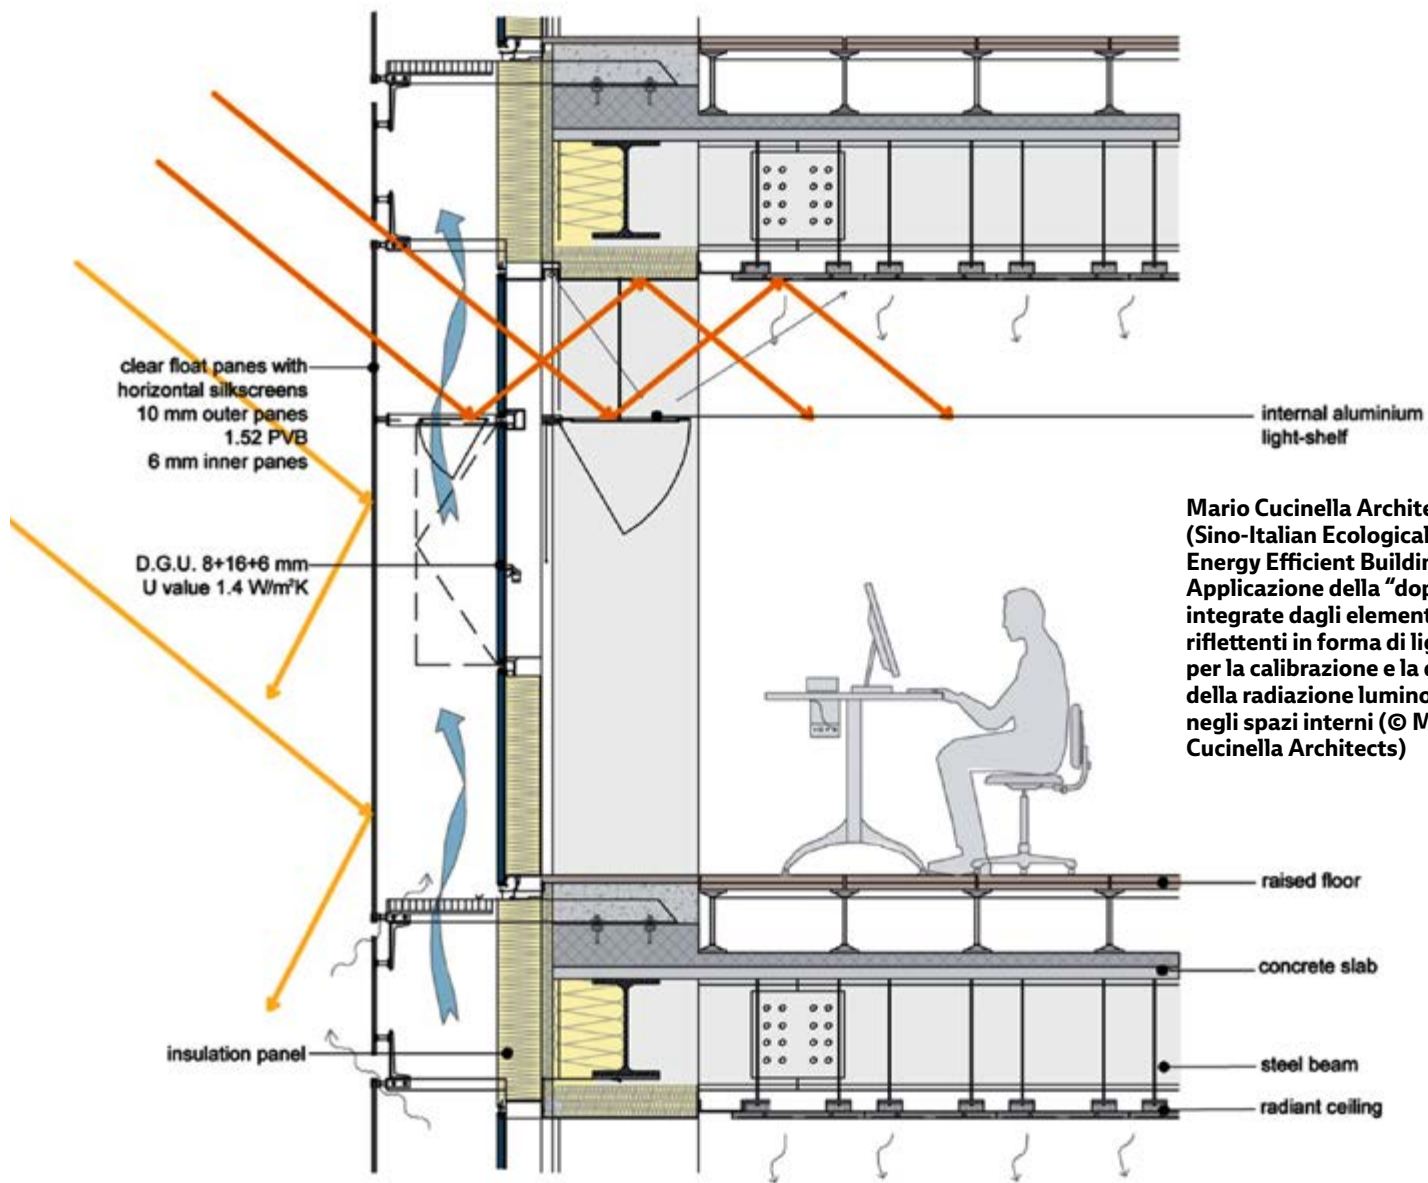 clear float panes with
horizontal silkscreens
10 mm outer panes
1.52 PVB
6 mm inner panes
D.G.U. 8+16+6 mm
U value 1.4 W/m²K
insulation panel
internal aluminium
light-shelf
Mario Cucinella Archite
(Sino-Italian Ecological
Energy Efficient Buildin
Applicazione della “dop
integrate dagli element
riflettenti in forma di lig
per la calibrazione e la
della radiazione lumino
negli spazi interni (© M
Cucinella Architects)
raised floor
concrete slab
steel beam
radiant ceiling